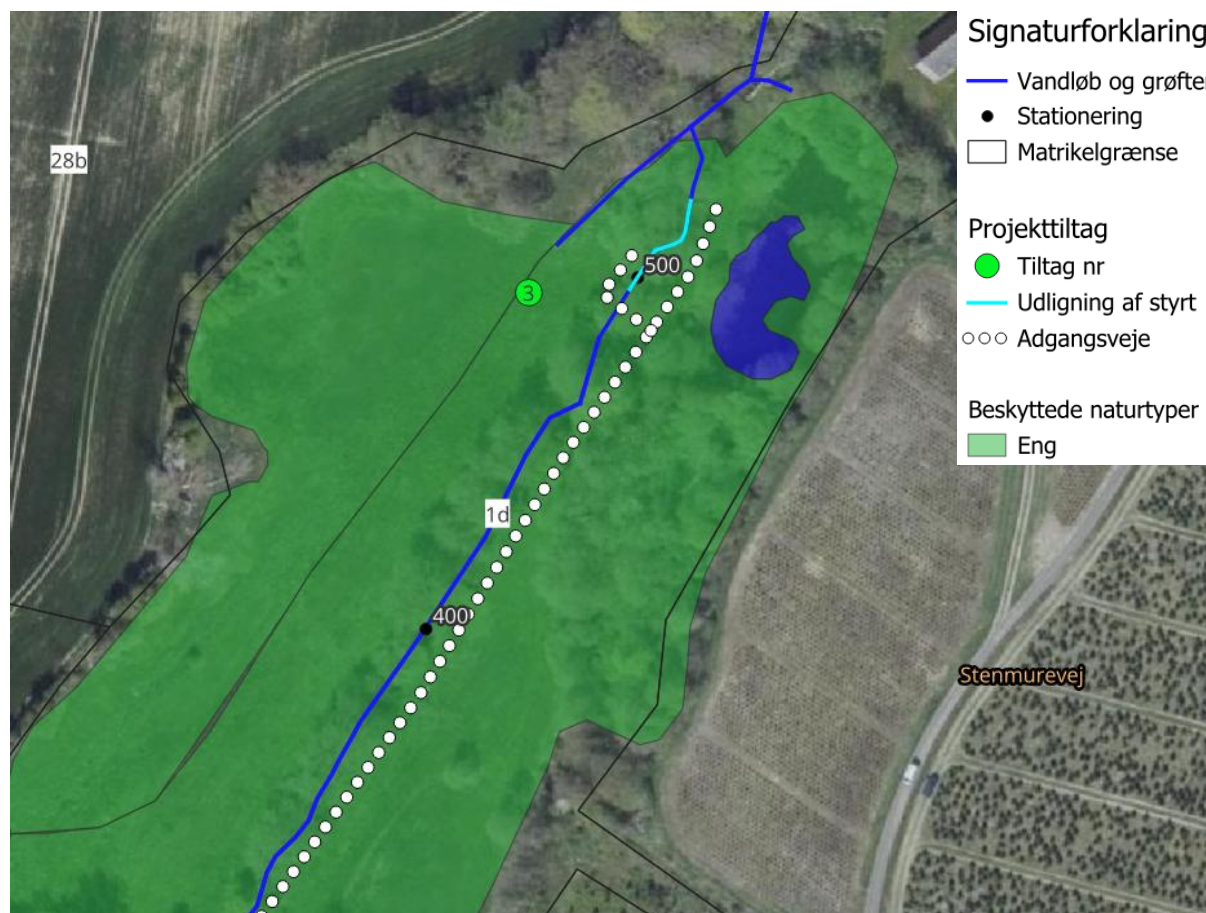 Signaturforklaring
Vandløb og grøfter
Stationering
Matrikelgrænse
Projekttiltag
Tiltag nr
Udligning af styrt
Adgangsveje
Beskyttede naturtyper
Eng
28b
500
3
1d
400
Stenmurevej